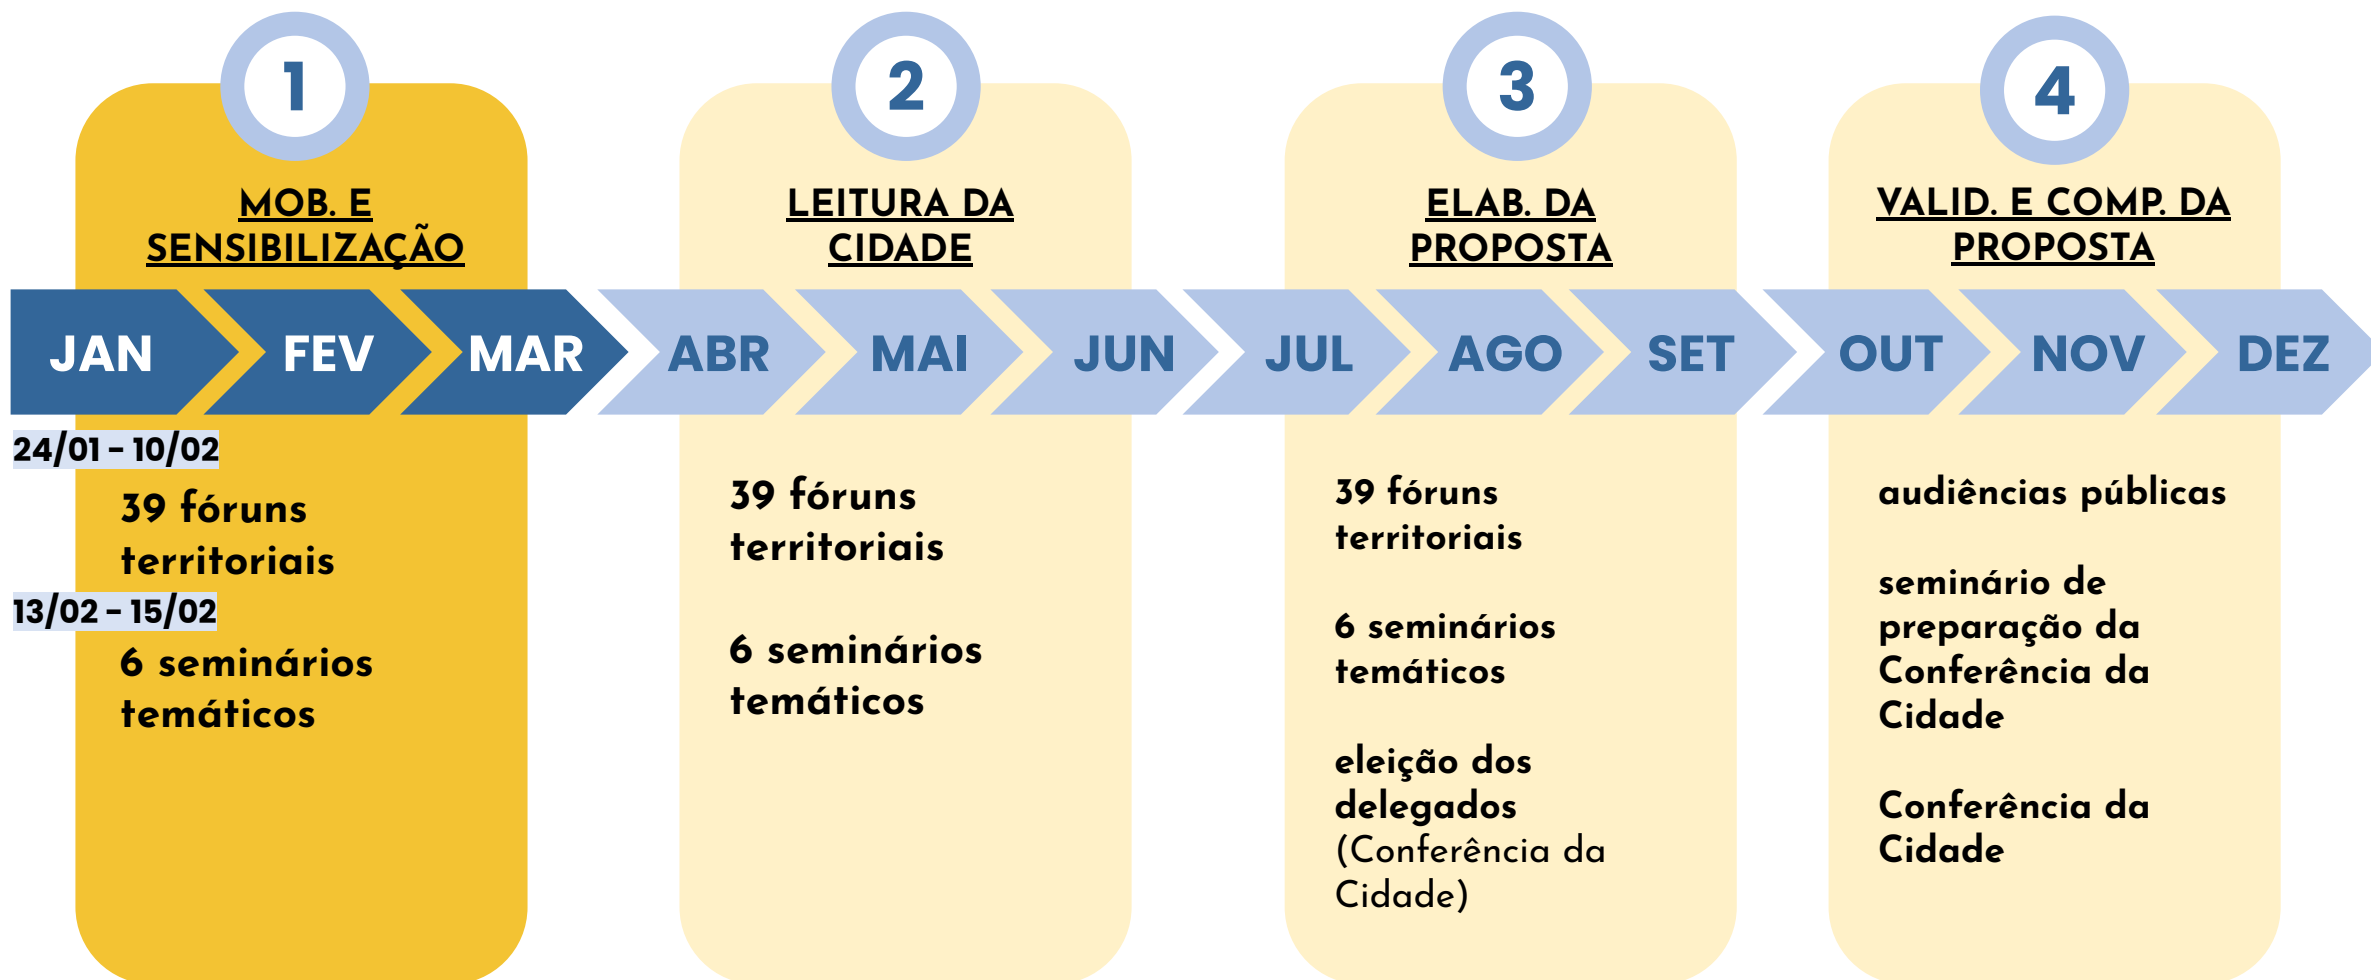 1
MOB. E
SENSIBILIZAÇÃO
2
LEITURA DA
CIDADE
3
ELAB. DA
PROPOSTA
4
VALID. E COMP. DA
PROPOSTA
JAN FEV MAR ABR MAI JUN JUL AGO SET OUT NOV DEZ
24/01 – 10/02
39 fóruns
territoriais
13/02 – 15/02
6 seminários
temáticos
39 fóruns
territoriais
6 seminários
temáticos
39 fóruns
territoriais
6 seminários
temáticos
eleição dos
delegados
(Conferência da
Cidade)
audiências públicas
seminário de
preparação da
Conferência da
Cidade
Conferência da
Cidade